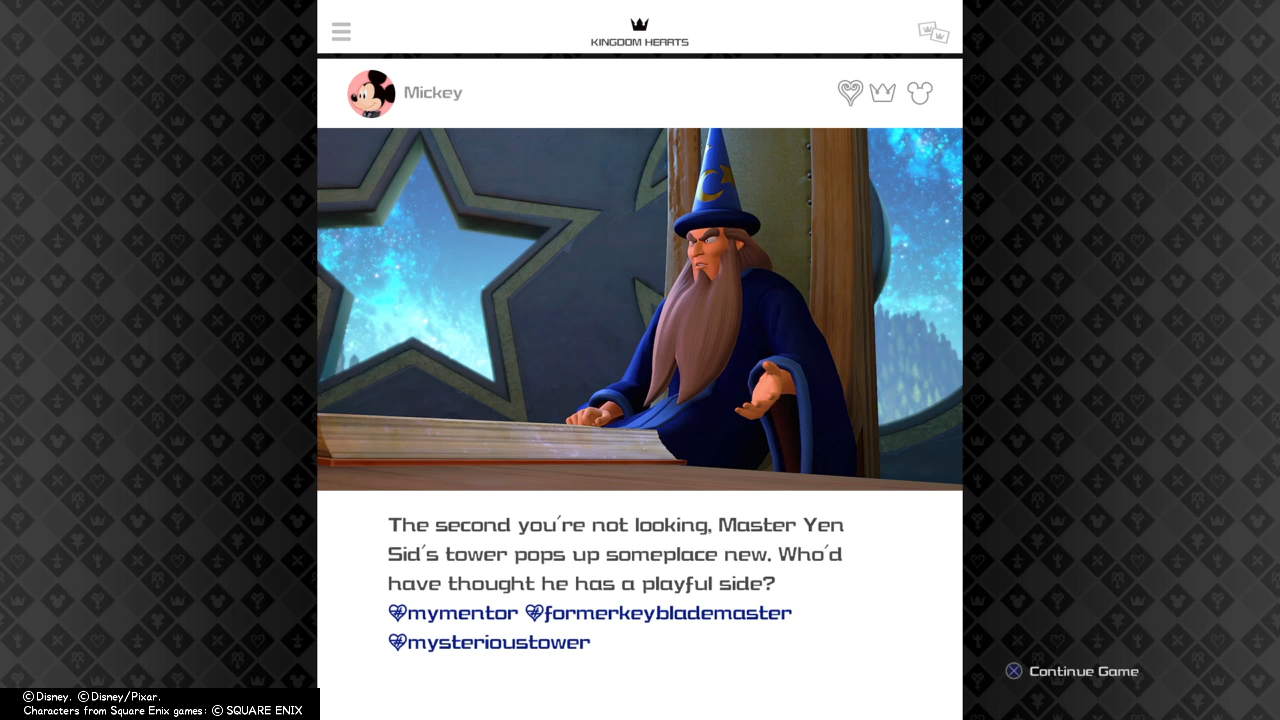 KINGDOM HEARTS
Mickey
The second you're not looking, Master Yen
Sid's tower pops up someplace new. Who'd
have thought he has a playful side?
#mymentor #formerkeyblademaster
#mysterioustower
Continue Game
©Disney. ©Disney/Pixar.
Characters from Square Enix games: © SQUARE ENIX